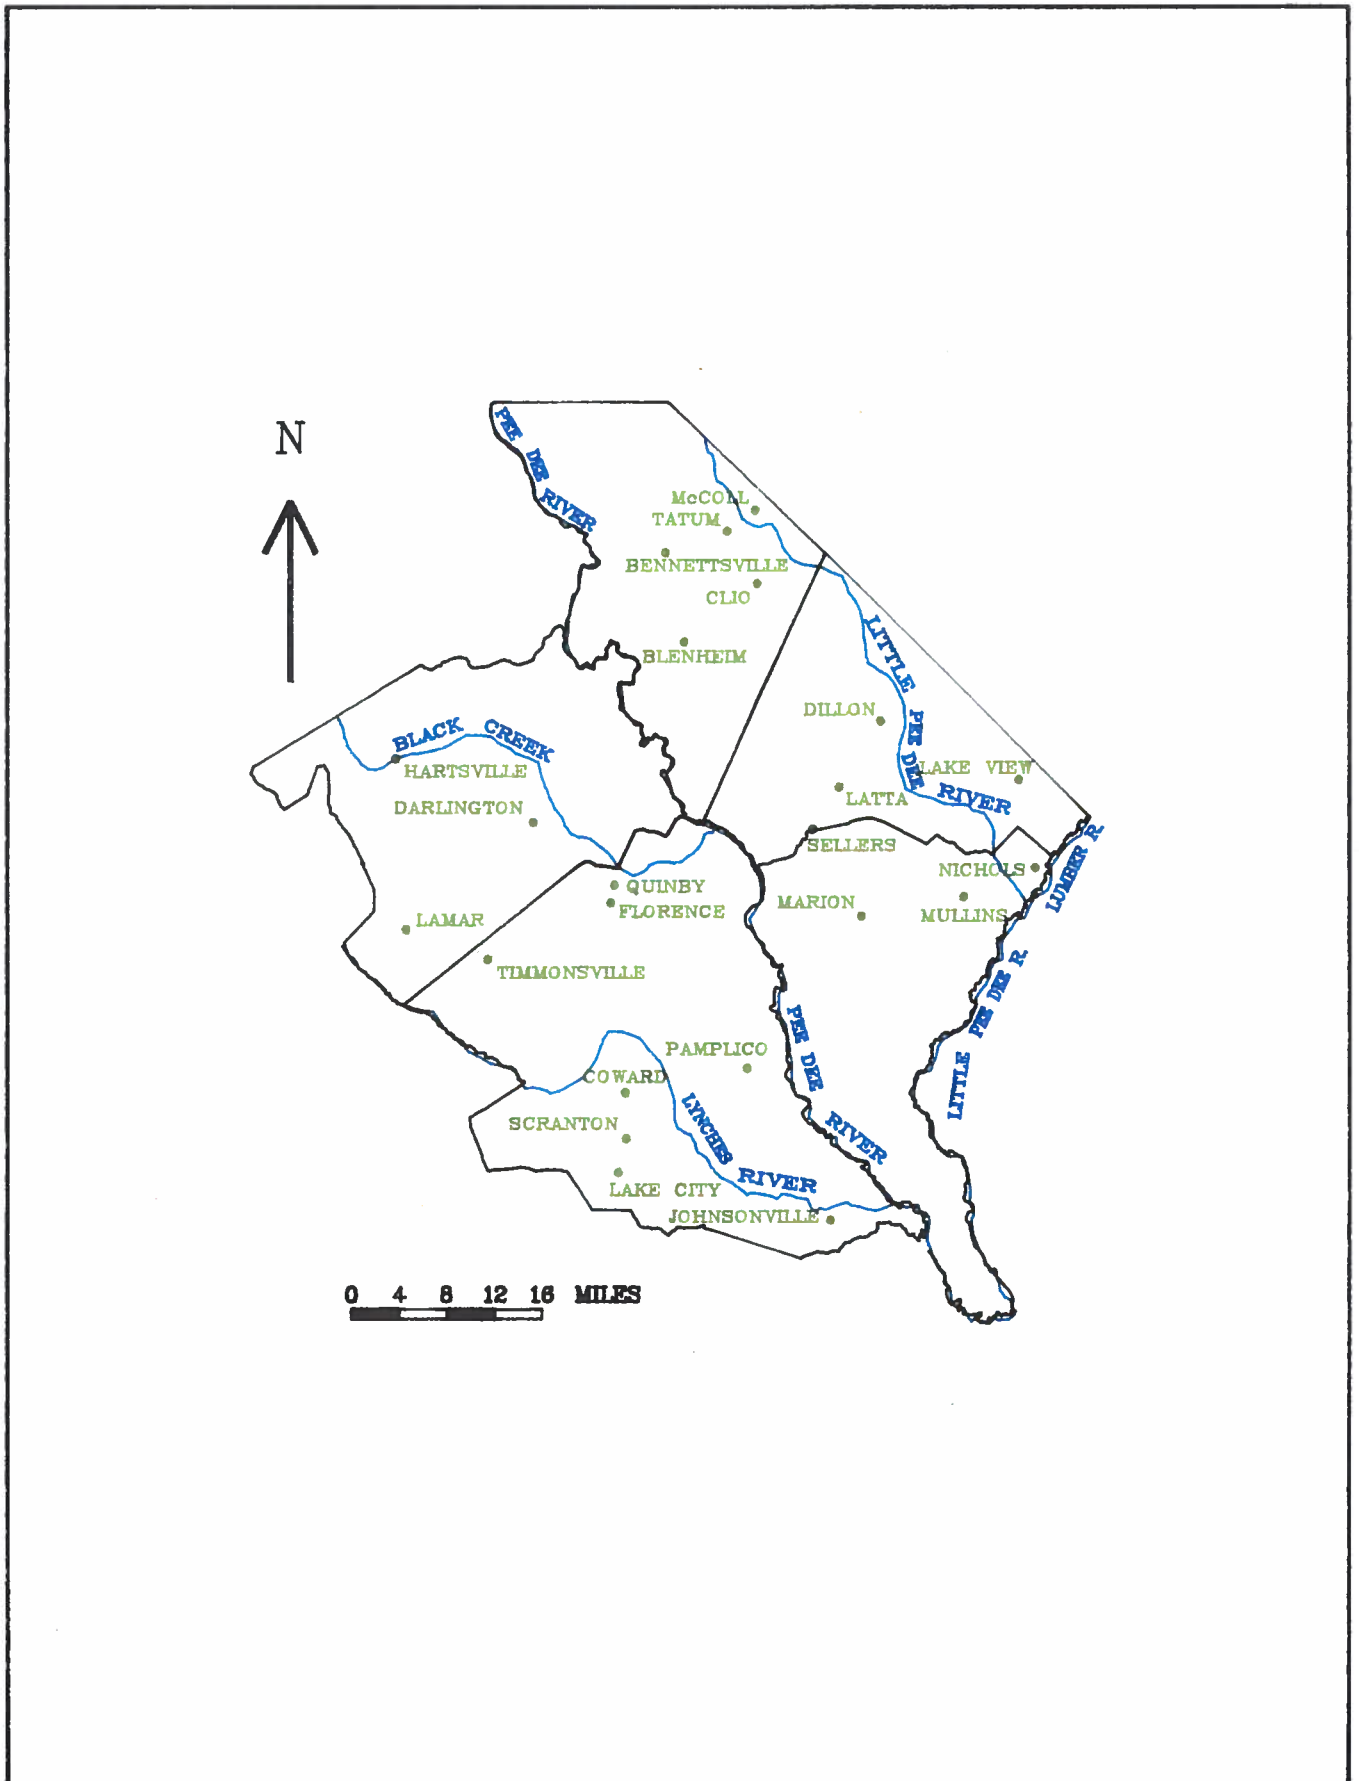 N
PEE DEE RIVER
McCOLL
TATUM
BENNETTSVILLE
CLIO
BLENHEIM
LITTLE PEE DEE RIVER
DILLON
BLACK CREEK
HARTSVILLE
LAKE VIEW
DARLINGTON
LATTA
SELLERS
LUMBER R.
NICHOLS
QUINBY
FLORENCE
MARION
MULLINS
LAMAR
TIMMONSVILLE
LITTLE PEE DEE R.
PEE DEE RIVER
PAMPLICO
COWARD
SCRANTON
LYNCHES RIVER
LAKE CITY
JOHNSONVILLE
0 4 8 12 16 MILES